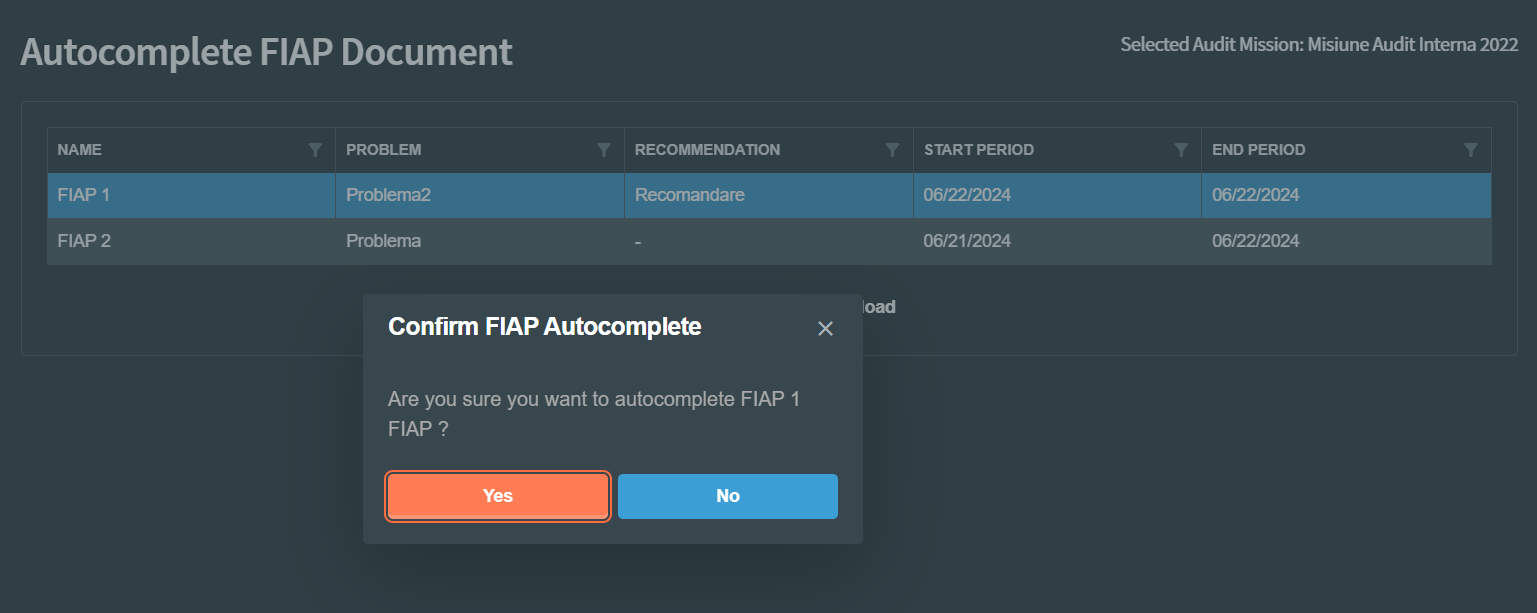 Autocomplete FIAP Document
Selected Audit Mission: Misiune Audit Interna 2022
NAME PROBLEM RECOMMENDATION START PERIOD END PERIOD
FIAP 1 Problema2 Recomandare 06/22/2024 06/22/2024
FIAP 2 Problema - 06/21/2024 06/22/2024
Confirm FIAP Autocomplete
Are you sure you want to autocomplete FIAP 1
FIAP ?
Yes No